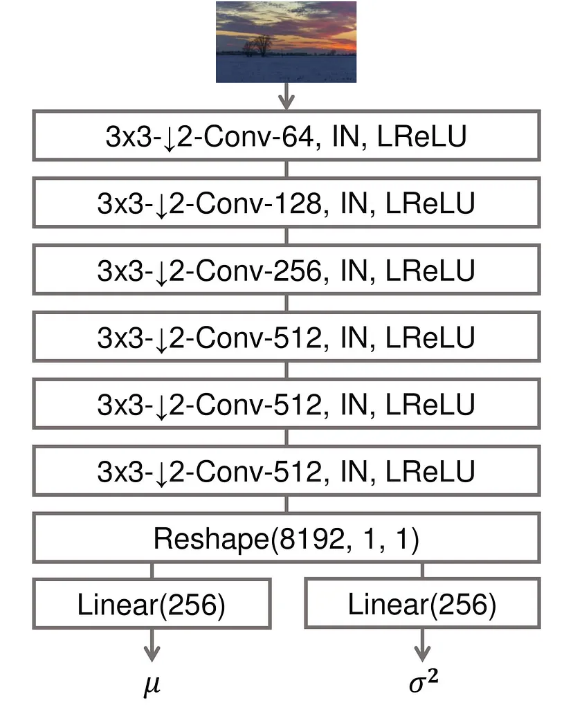 3x3-↓2-Conv-64, IN, LReLU
3x3-↓2-Conv-128, IN, LReLU
3x3-↓2-Conv-256, IN, LReLU
3x3-↓2-Conv-512, IN, LReLU
3x3-↓2-Conv-512, IN, LReLU
3x3-↓2-Conv-512, IN, LReLU
Reshape(8192, 1, 1)
Linear(256) Linear(256)
μ σ²